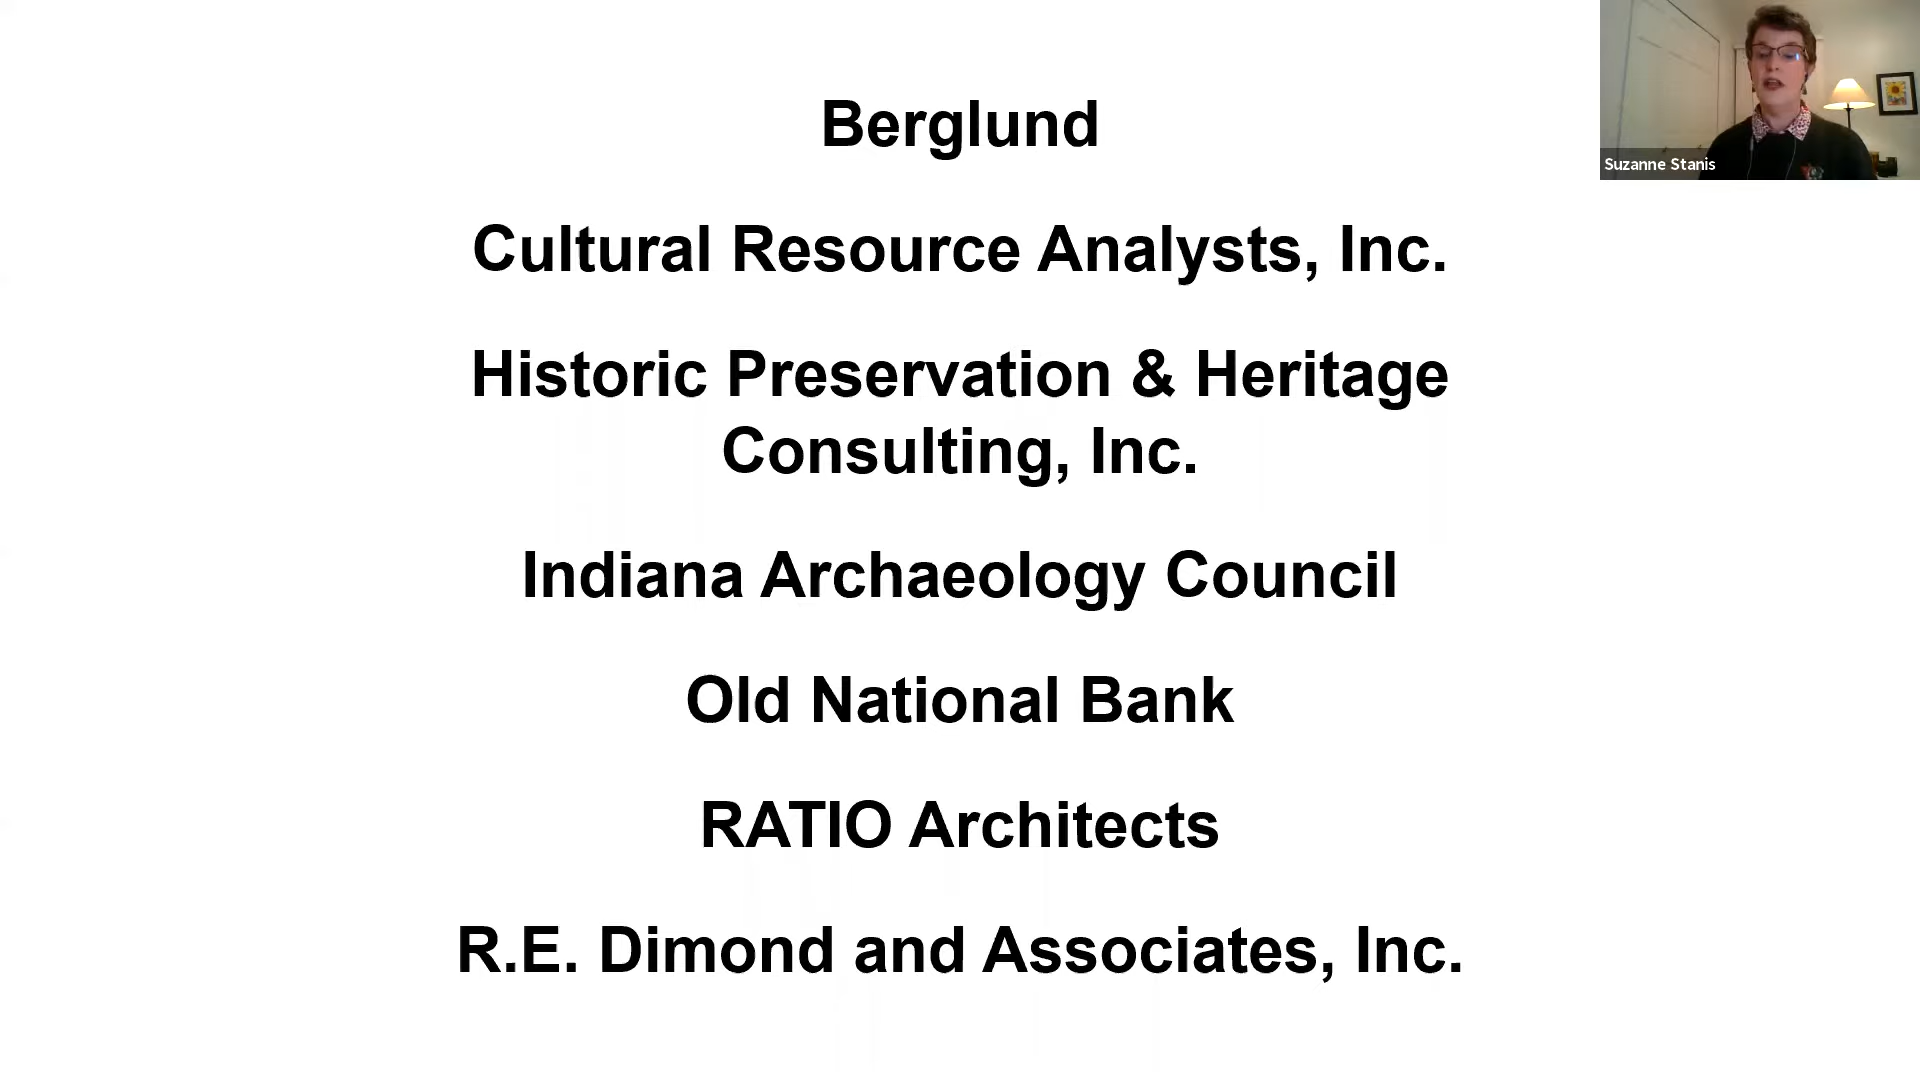 Berglund
Suzanne Stanis
Cultural Resource Analysts, Inc.
Historic Preservation & Heritage
Consulting, Inc.
Indiana Archaeology Council
Old National Bank
RATIO Architects
R.E. Dimond and Associates, Inc.